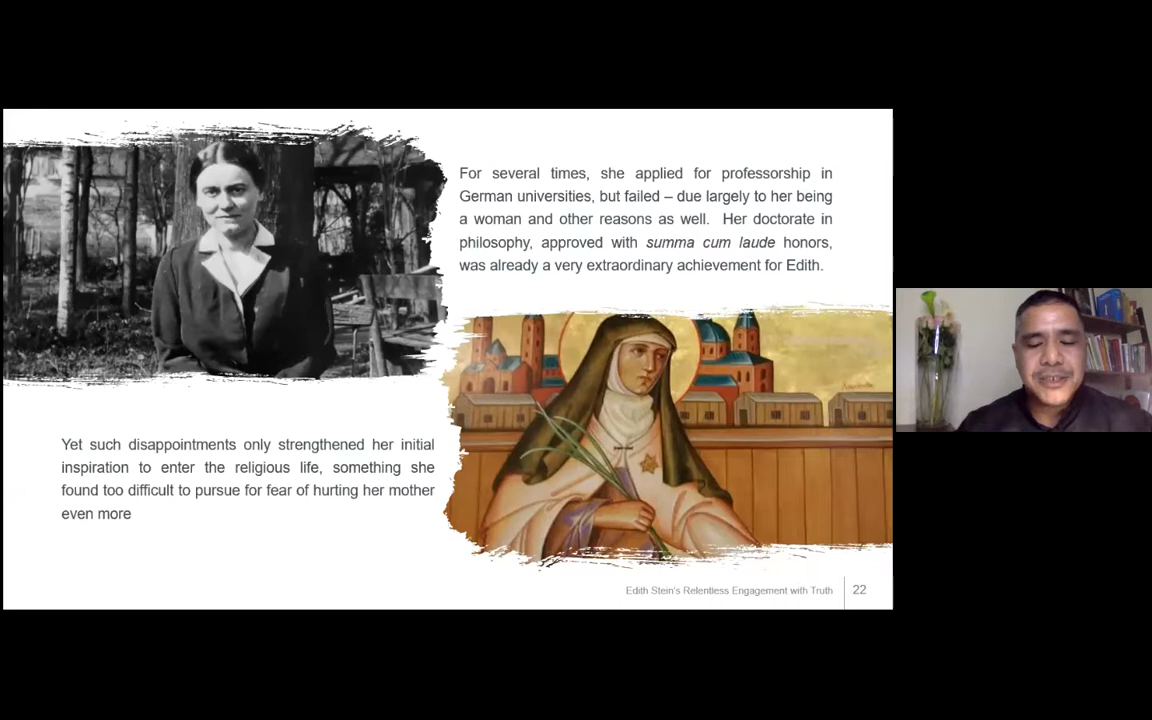 For several times, she applied for professorship in
German universities, but failed – due largely to her being
a woman and other reasons as well. Her doctorate in
philosophy, approved with summa cum laude honors,
was already a very extraordinary achievement for Edith.
Yet such disappointments only strengthened her initial
inspiration to enter the religious life, something she
found too difficult to pursue for fear of hurting her mother
even more
Edith Stein's Relentless Engagement with Truth
22